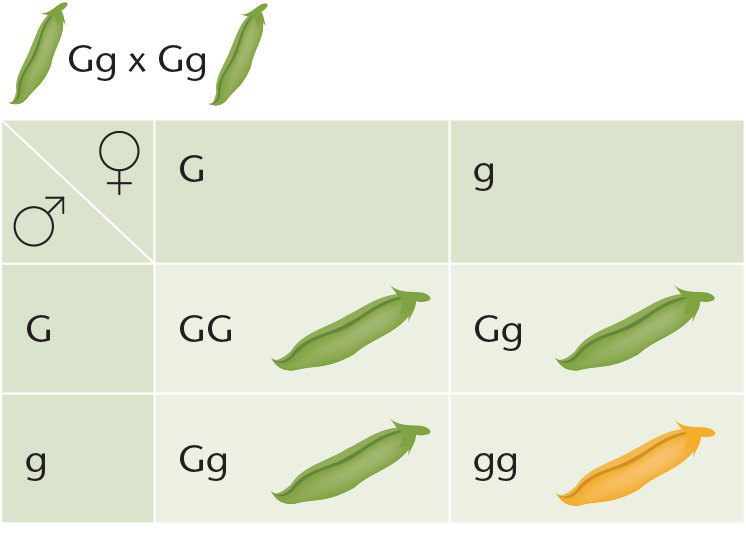 Gg x Gg
♀ G g
♂
G GG Gg
g Gg gg